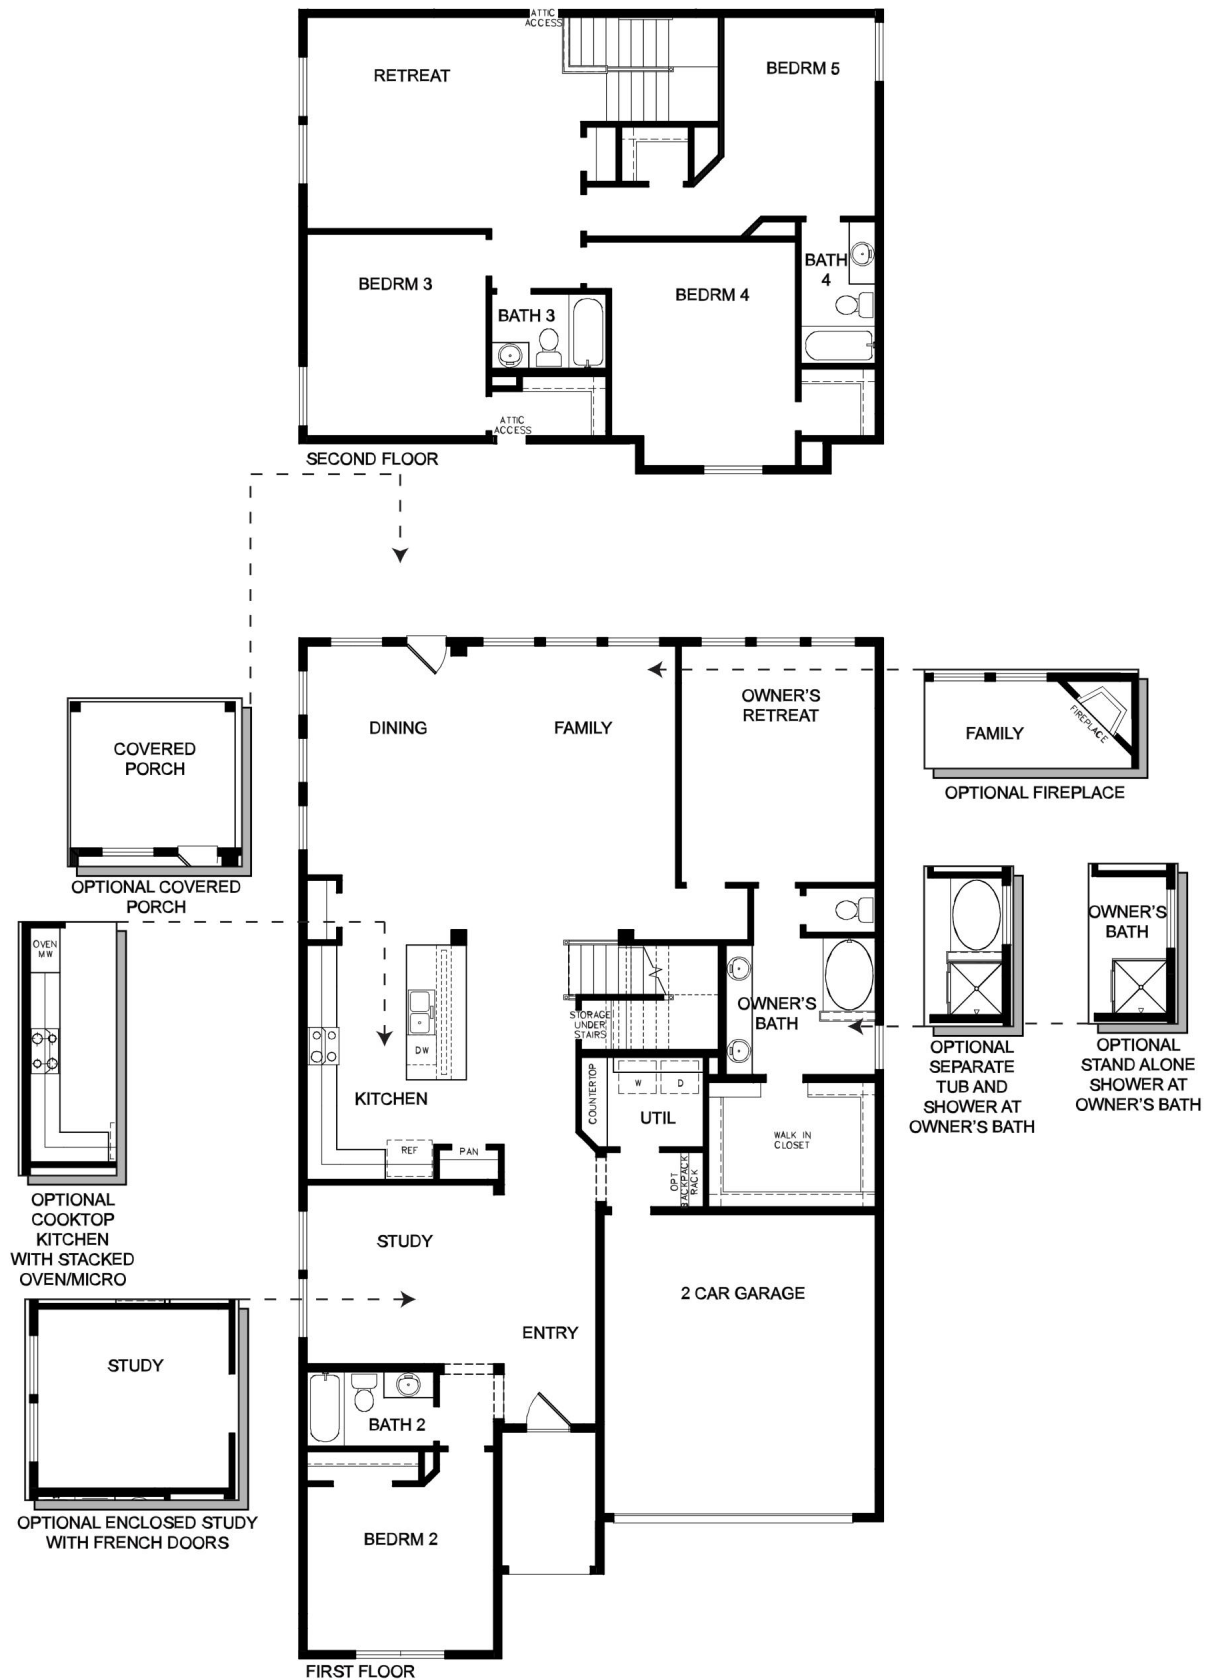 ATTIC
ACCESS
RETREAT
BEDRM 5
BEDRM 3
BEDRM 4
BATH
4
BATH 3
ATTIC
ACCESS
SECOND FLOOR
OWNER'S
RETREAT
DINING
FAMILY
FAMILY
FIREPLACE
OPTIONAL FIREPLACE
COVERED
PORCH
OPTIONAL COVERED
PORCH
OVEN
MW
OWNER'S
BATH
OWNER'S
BATH
STORAGE
UNDER
STAIRS
DW
KITCHEN
COUNTERTOP
W
D
UTIL
WALK IN
CLOSET
OPTIONAL
SEPARATE
TUB AND
SHOWER AT
OWNER'S BATH
OPTIONAL
STAND ALONE
SHOWER AT
OWNER'S BATH
REF
PAN
OPT
BACKPACK
RACK
OPTIONAL
COOKTOP
KITCHEN
WITH STACKED
OVEN/MICRO
STUDY
2 CAR GARAGE
ENTRY
STUDY
BATH 2
OPTIONAL ENCLOSED STUDY
WITH FRENCH DOORS
BEDRM 2
FIRST FLOOR